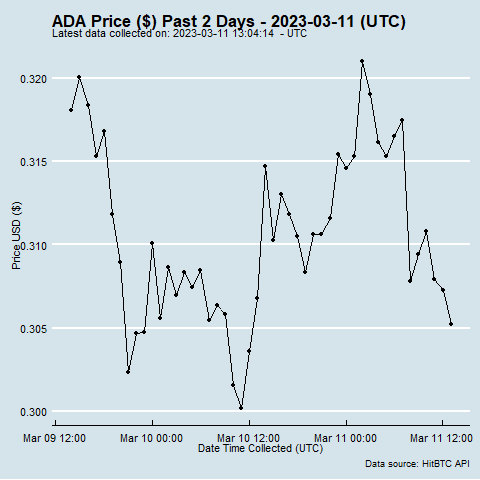 ADA Price ($) Past 2 Days - 2023-03-11 (UTC)
Latest data collected on: 2023-03-11 13:04:14 - UTC
0.320
0.315
0.310
0.305
0.300
Price USD ($)
Mar 09 12:00 Mar 10 00:00 Mar 10 12:00 Mar 11 00:00 Mar 11 12:00
Date Time Collected (UTC)
Data source: HitBTC API